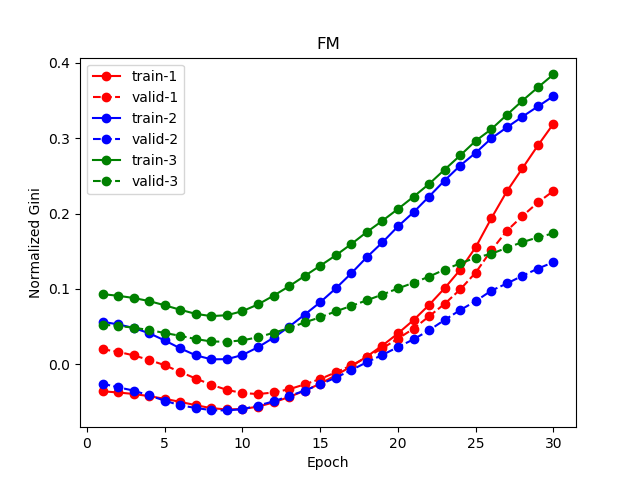 FM
Normalized Gini
0.4
0.3
0.2
0.1
0.0
train-1
valid-1
train-2
valid-2
train-3
valid-3
0 5 10 15 20 25 30
Epoch